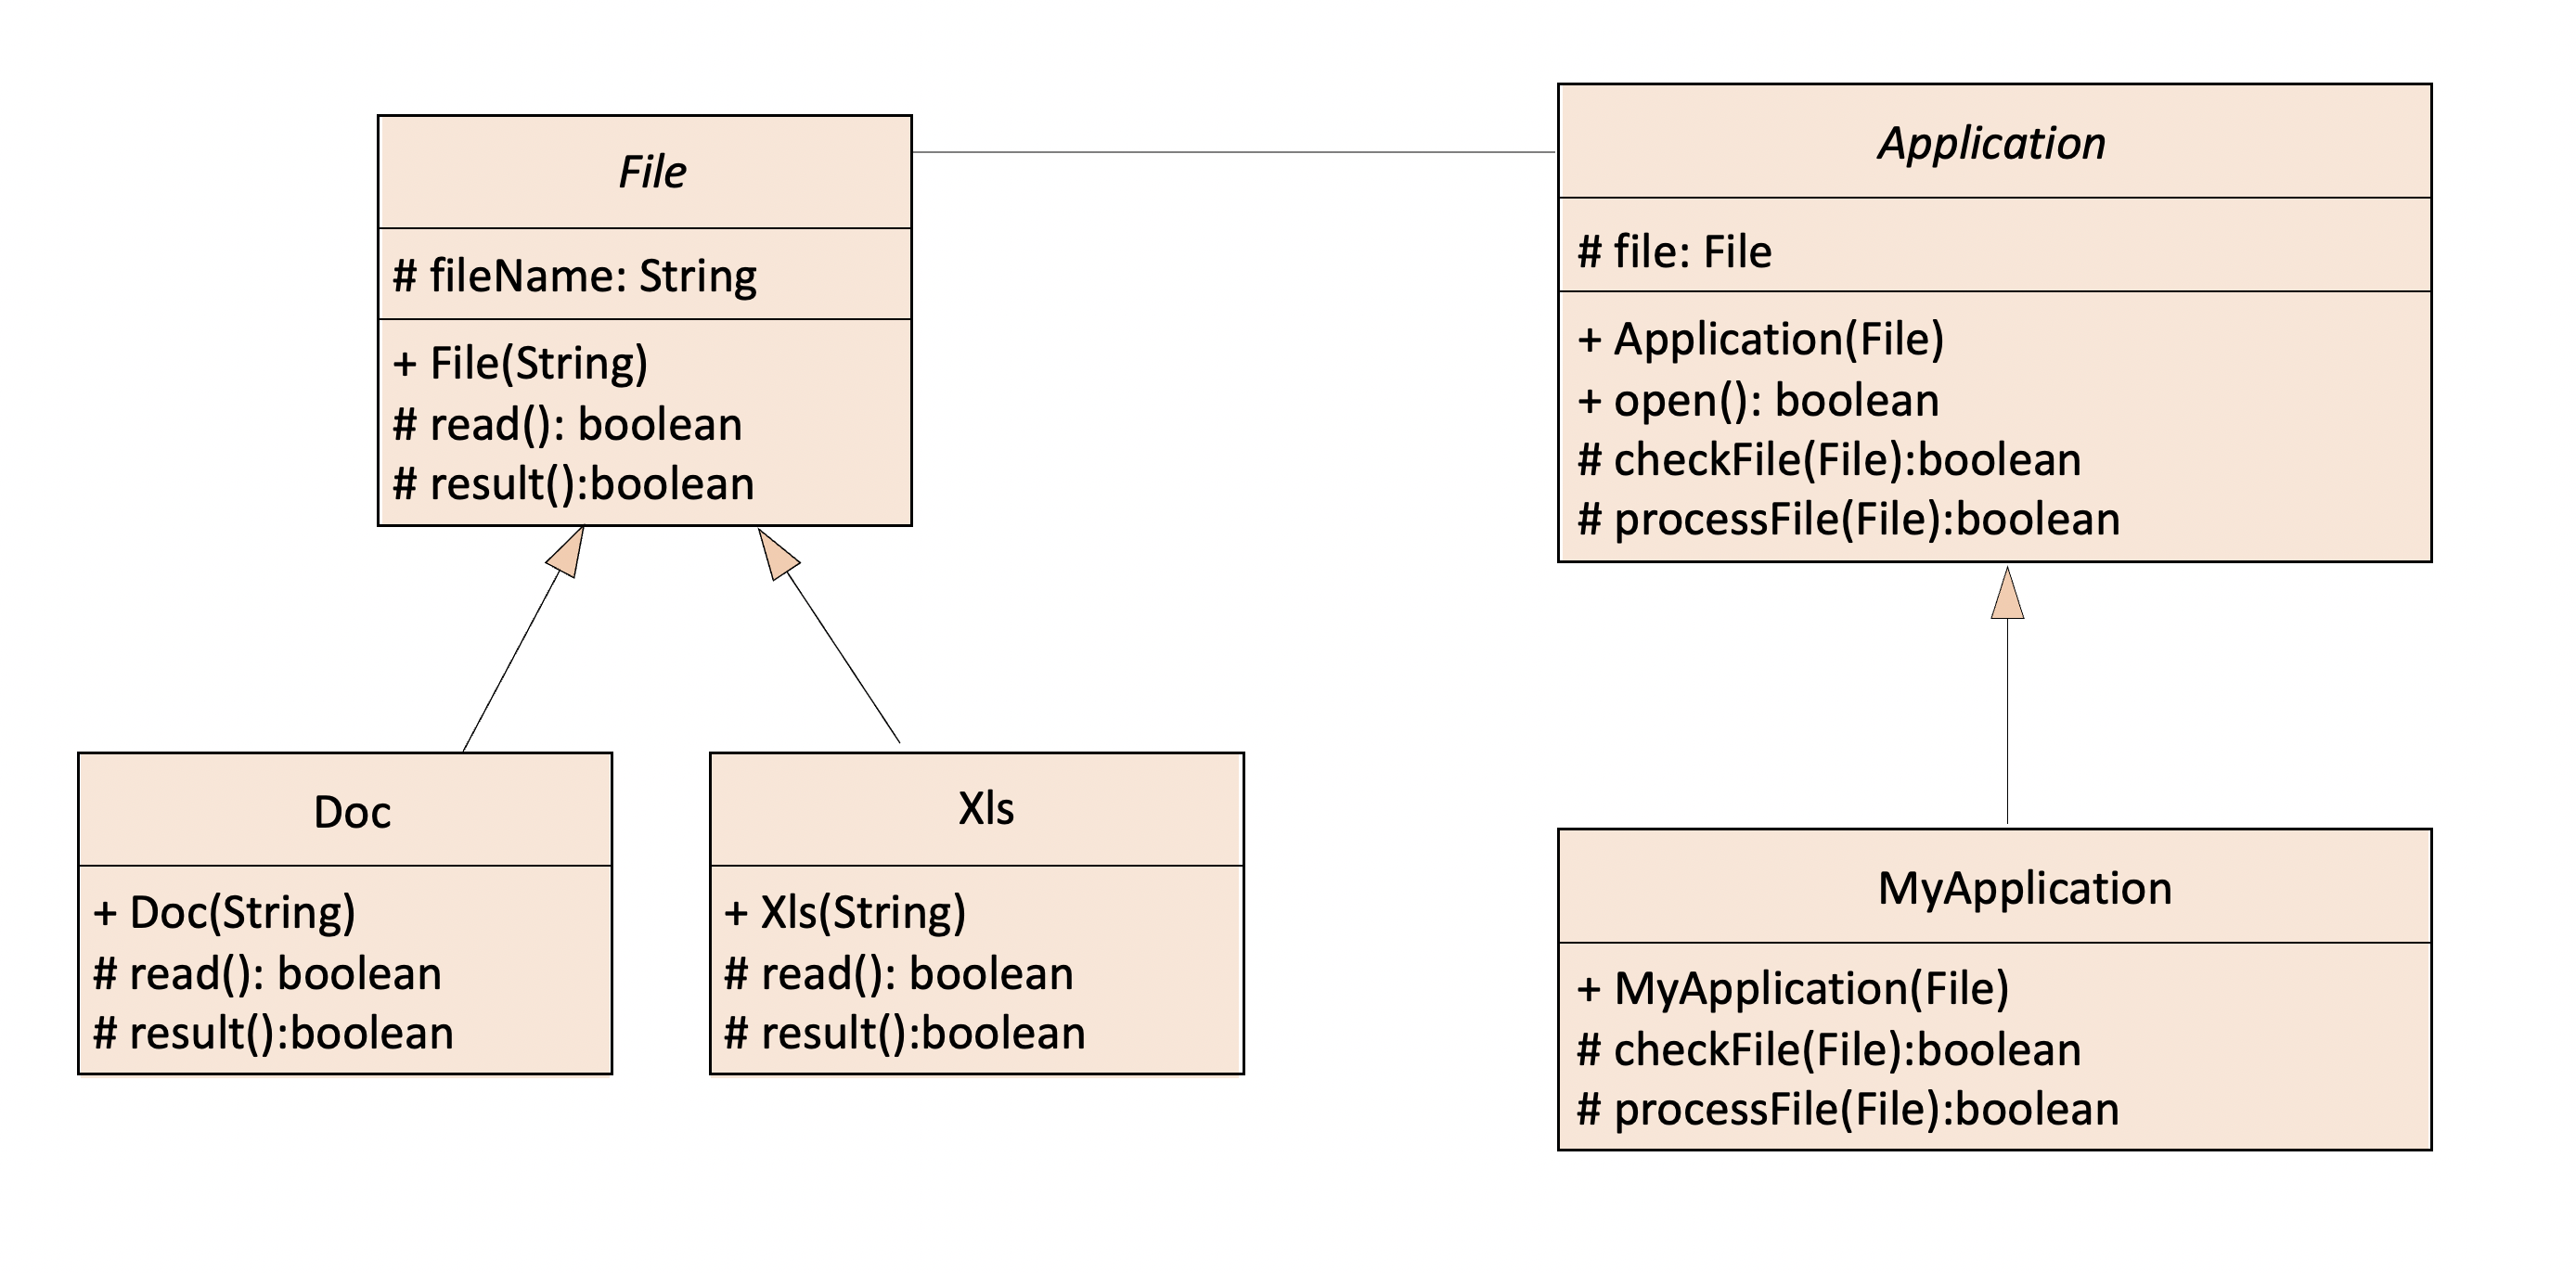 File
# fileName: String
+ File(String)
# read(): boolean
# result():boolean
Application
# file: File
+ Application(File)
+ open(): boolean
# checkFile(File):boolean
# processFile(File):boolean
Doc
+ Doc(String)
# read(): boolean
# result():boolean
Xls
+ Xls(String)
# read(): boolean
# result():boolean
MyApplication
+ MyApplication(File)
# checkFile(File):boolean
# processFile(File):boolean